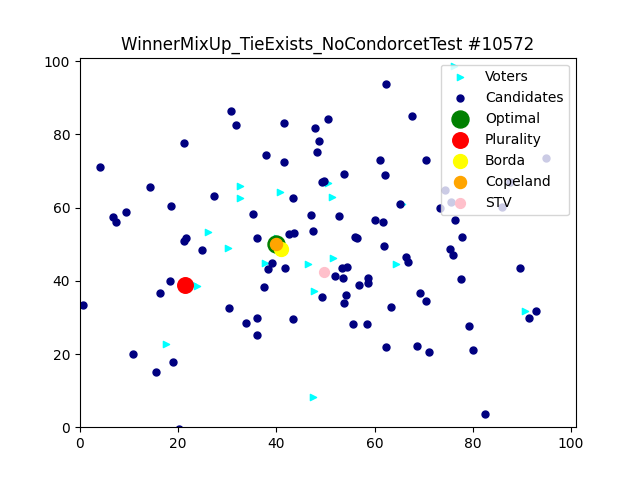 WinnerMixUp_TieExists_NoCondorcetTest #10572
100
80
60
40
20
0
0 20 40 60 80 100
Voters
Candidates
Optimal
Plurality
Borda
Copeland
STV